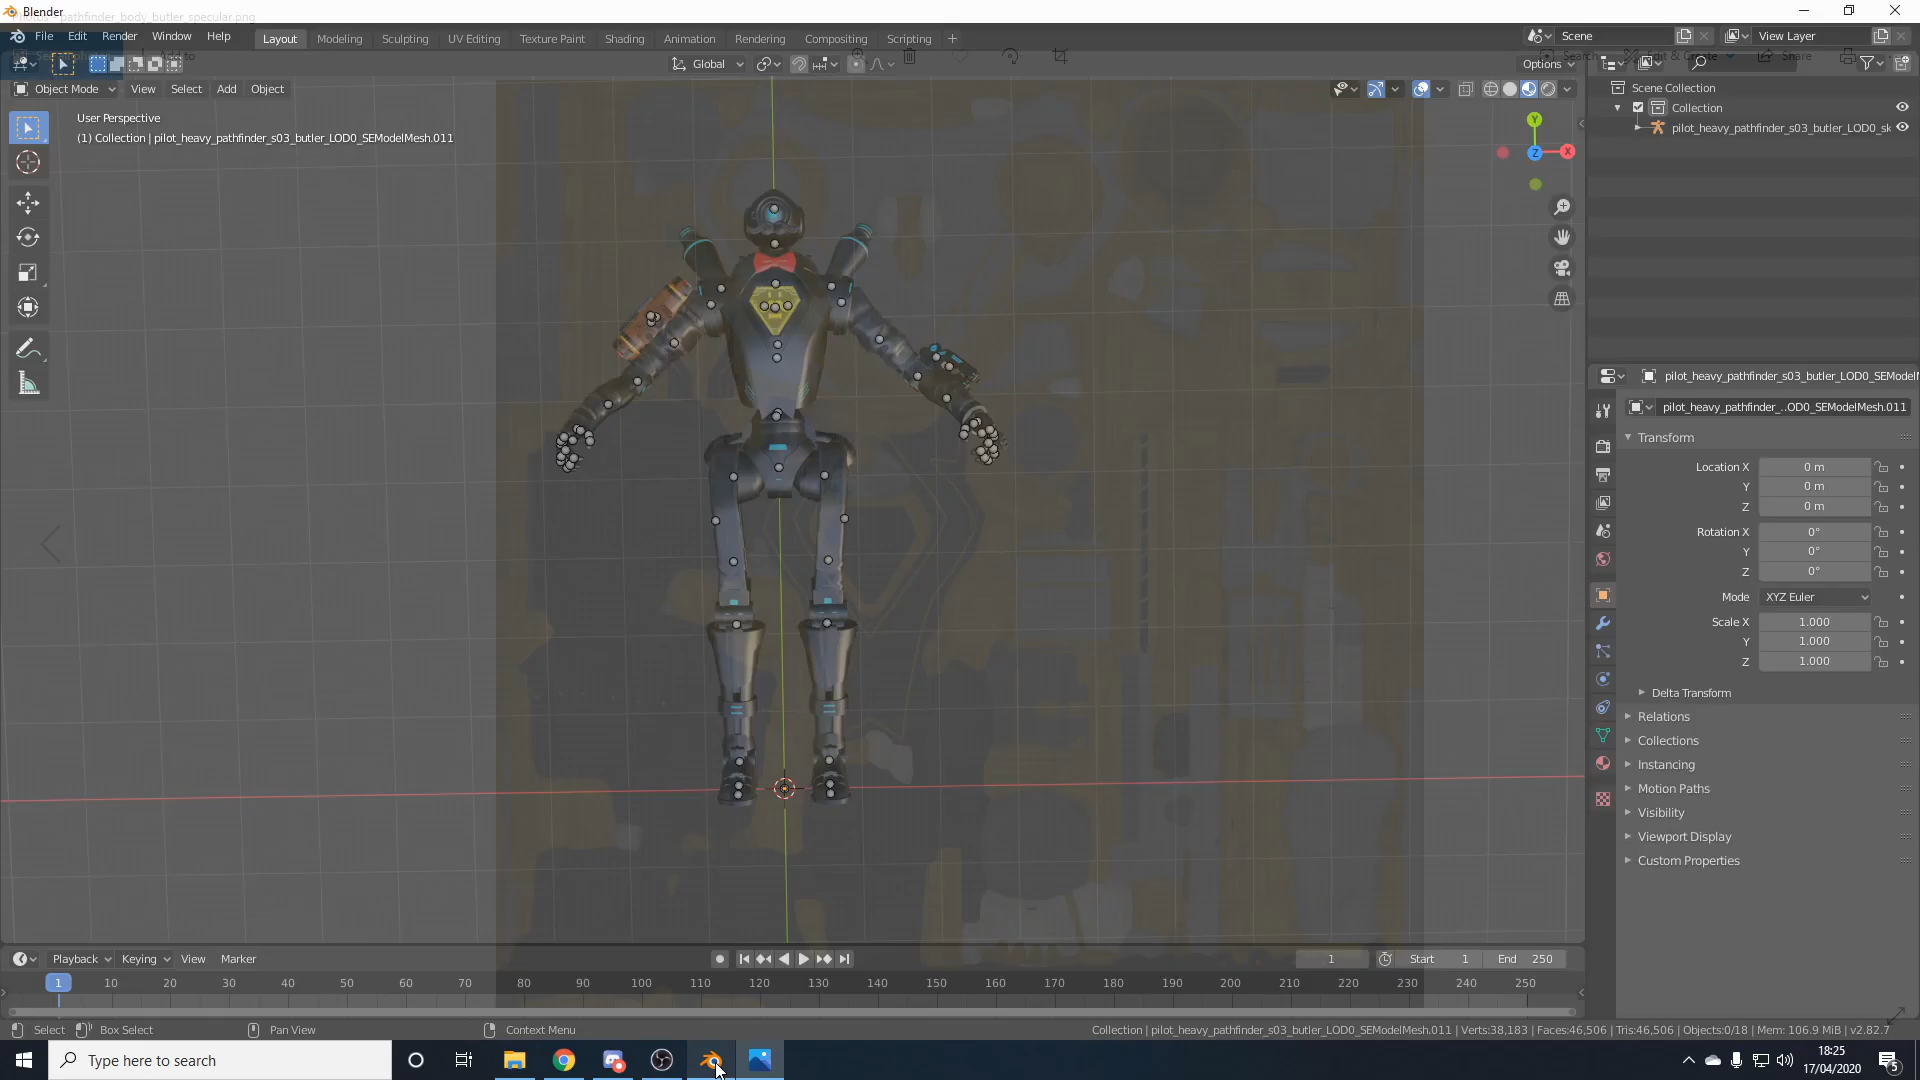 Blender
Photos - pathfinder_body_butler_specular.png
File Edit Render Window Help
Layout Modeling Sculpting UV Editing Texture Paint Shading Animation Rendering Compositing Scripting
Scene
View Layer
Global
Options
Object Mode View Select Add Object
User Perspective
(1) Collection | pilot_heavy_pathfinder_s03_butler_LOD0_SEModelMesh.011
Y
X
Z
Scene Collection
Collection
pilot_heavy_pathfinder_s03_butler_LOD0_sk
pilot_heavy_pathfinder_s03_butler_LOD0_SEModelM
pilot_heavy_pathfinder_..OD0_SEModelMesh.011
Transform
Location X 0 m
Y 0 m
Z 0 m
Rotation X 0°
Y 0°
Z 0°
Mode XYZ Euler
Scale X 1.000
Y 1.000
Z 1.000
Delta Transform
Relations
Collections
Instancing
Motion Paths
Visibility
Viewport Display
Custom Properties
Playback Keying View Marker
1 Start 1 End 250
1 10 20 30 40 50 60 70 80 90 100 110 120 130 140 150 160 170 180 190 200 210 220 230 240 250
Select Box Select Pan View Context Menu
Collection | pilot_heavy_pathfinder_s03_butler_LOD0_SEModelMesh.011 | Verts:38,183 | Faces:46,506 | Tris:46,506 | Objects:0/18 | Mem: 106.9 MiB | v2.82.7
Type here to search
18:25
17/04/2020
5